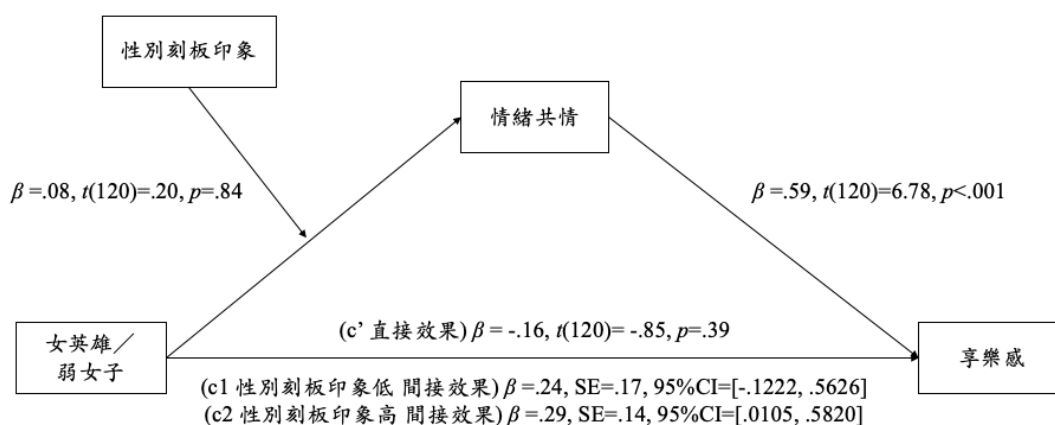 性別刻板印象
情緒共情
β =.08, t(120)=.20, p=.84
β =.59, t(120)=6.78, p<.001
女英雄／
弱女子
(c’ 直接效果) β = -.16, t(120)= -.85, p=.39
享樂感
(c1 性別刻板印象低 間接效果) β =.24, SE=.17, 95%CI=[-.1222, .5626]
(c2 性別刻板印象高 間接效果) β =.29, SE=.14, 95%CI=[.0105, .5820]